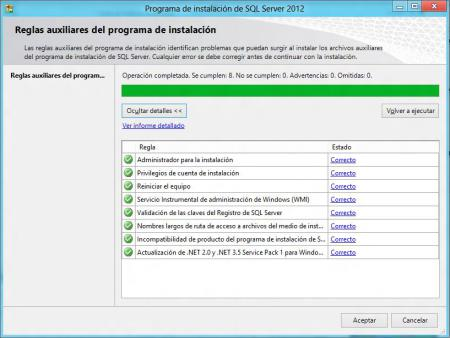 Programa de instalación de SQL Server 2012
Reglas auxiliares del programa de instalación
Las reglas auxiliares del programa de instalación identifican problemas que puedan surgir al instalar los archivos auxiliares
del programa de instalación de SQL Server. Cualquier error se debe corregir antes de continuar con la instalación.
Reglas auxiliares del program...
Operación completada. Se cumplen: 8. No se cumplen: 0. Advertencias: 0. Omitidas: 0.
Ocultar detalles <<
Volver a ejecutar
Ver informe detallado
Regla Estado
Administrador para la instalación Correcto
Privilegios de cuenta de instalación Correcto
Reiniciar el equipo Correcto
Servicio Instrumental de administración de Windows (WMI) Correcto
Validación de las claves del Registro de SQL Server Correcto
Nombres largos de ruta de acceso a archivos del medio de inst... Correcto
Incompatibilidad de producto del programa de instalación de S... Correcto
Actualización de .NET 2.0 y .NET 3.5 Service Pack 1 para Windo... Correcto
Aceptar
Cancelar